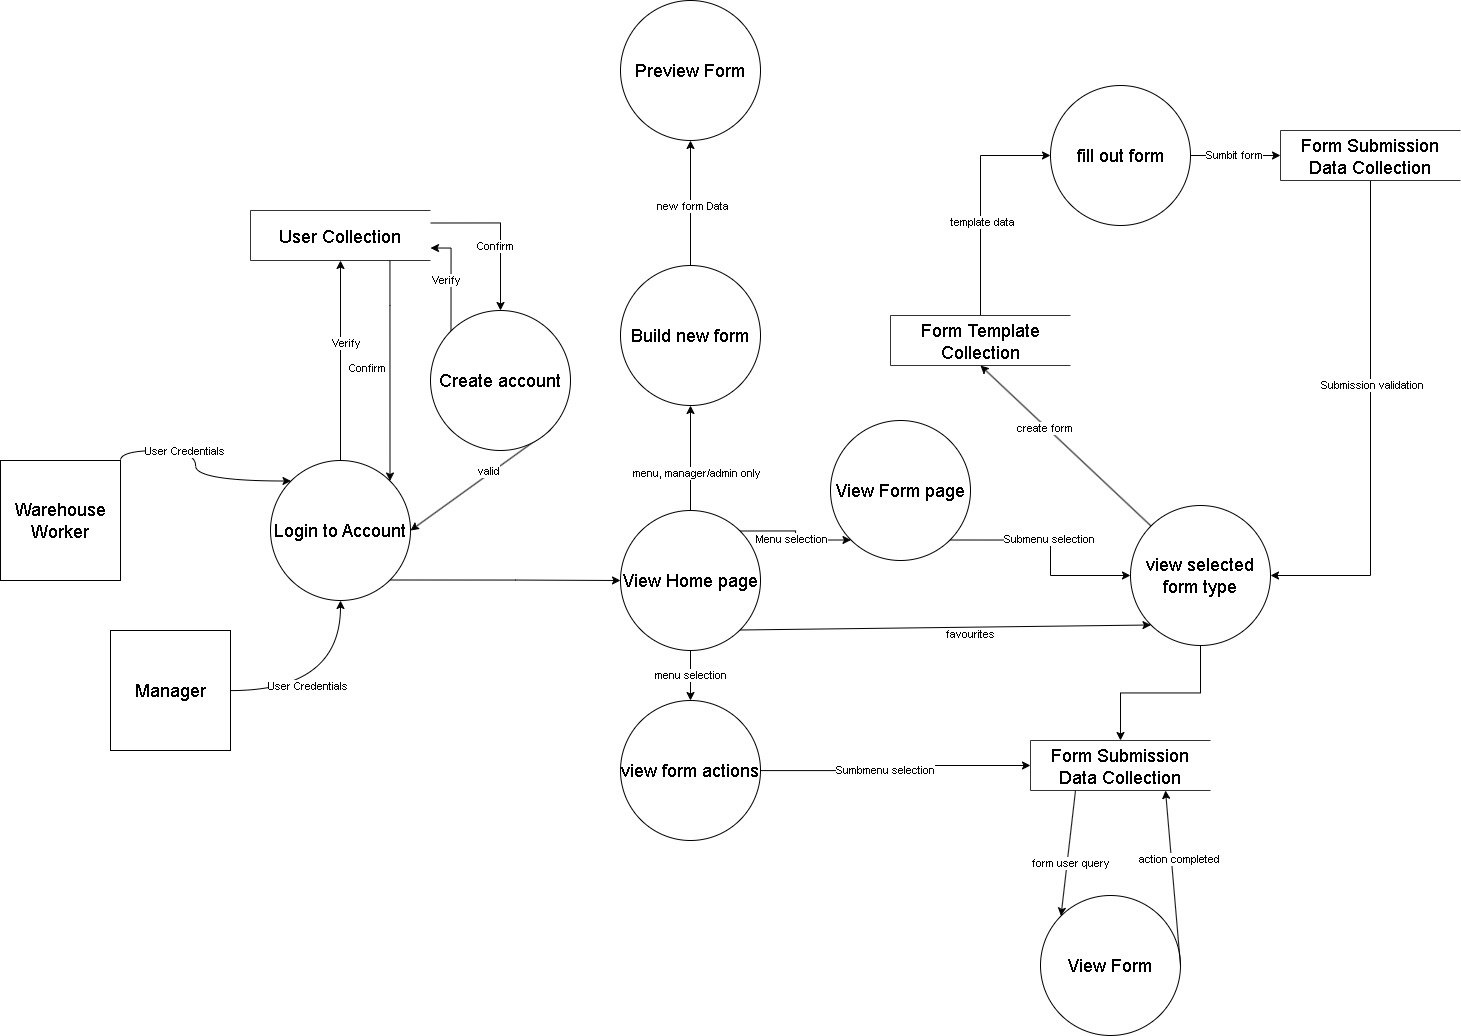 Preview Form
fill out form
Sumbit form
Form Submission
Data Collection
new form Data
template data
User Collection
Confirm
Verify
Form Template
Collection
Build new form
Verify
Confirm
Create account
Submission validation
create form
User Credentials
valid
menu, manager/admin only
View Form page
Warehouse
Worker
Login to Account
Menu selection
Submenu selection
View Home page
view selected
form type
favourites
menu selection
Manager
User Credentials
view form actions
Sumbmenu selection
Form Submission
Data Collection
form user query
action completed
View Form